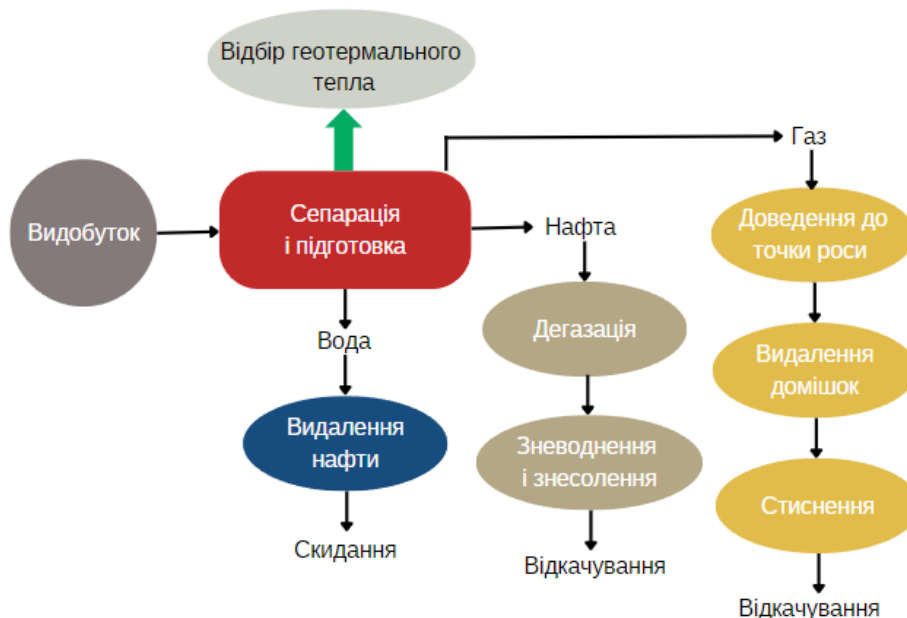 Відбір геотермального
тепла
Видобуток
Сепарація
і підготовка
Газ
Нафта
Вода
Доведення до
точки роси
Дегазація
Видалення
домішок
Видалення
нафти
Зневоднення
і знесолення
Стиснення
Скидання
Відкачування
Відкачування